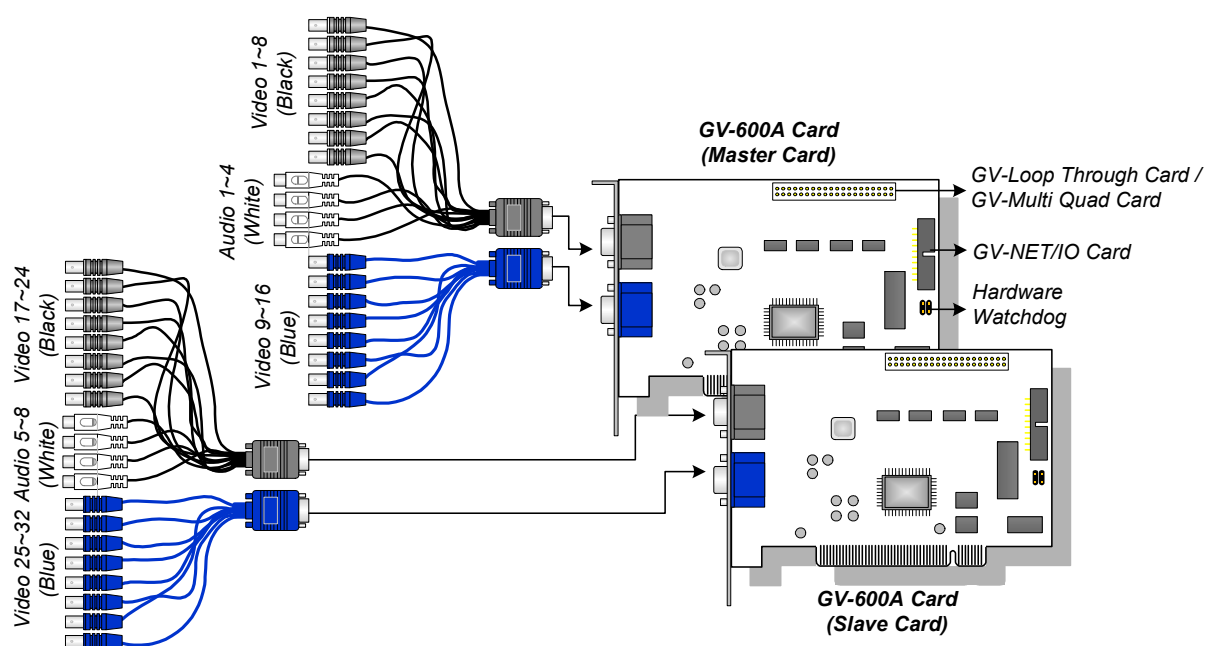 Video 1~8
(Black)
Audio 1~4
(White)
Video 9~16
(Blue)
Video 17~24
(Black)
Audio 5~8
(White)
Video 25~32
(Blue)
GV-600A Card
(Master Card)
GV-Loop Through Card /
GV-Multi Quad Card
GV-NET/IO Card
Hardware
Watchdog
GV-600A Card
(Slave Card)